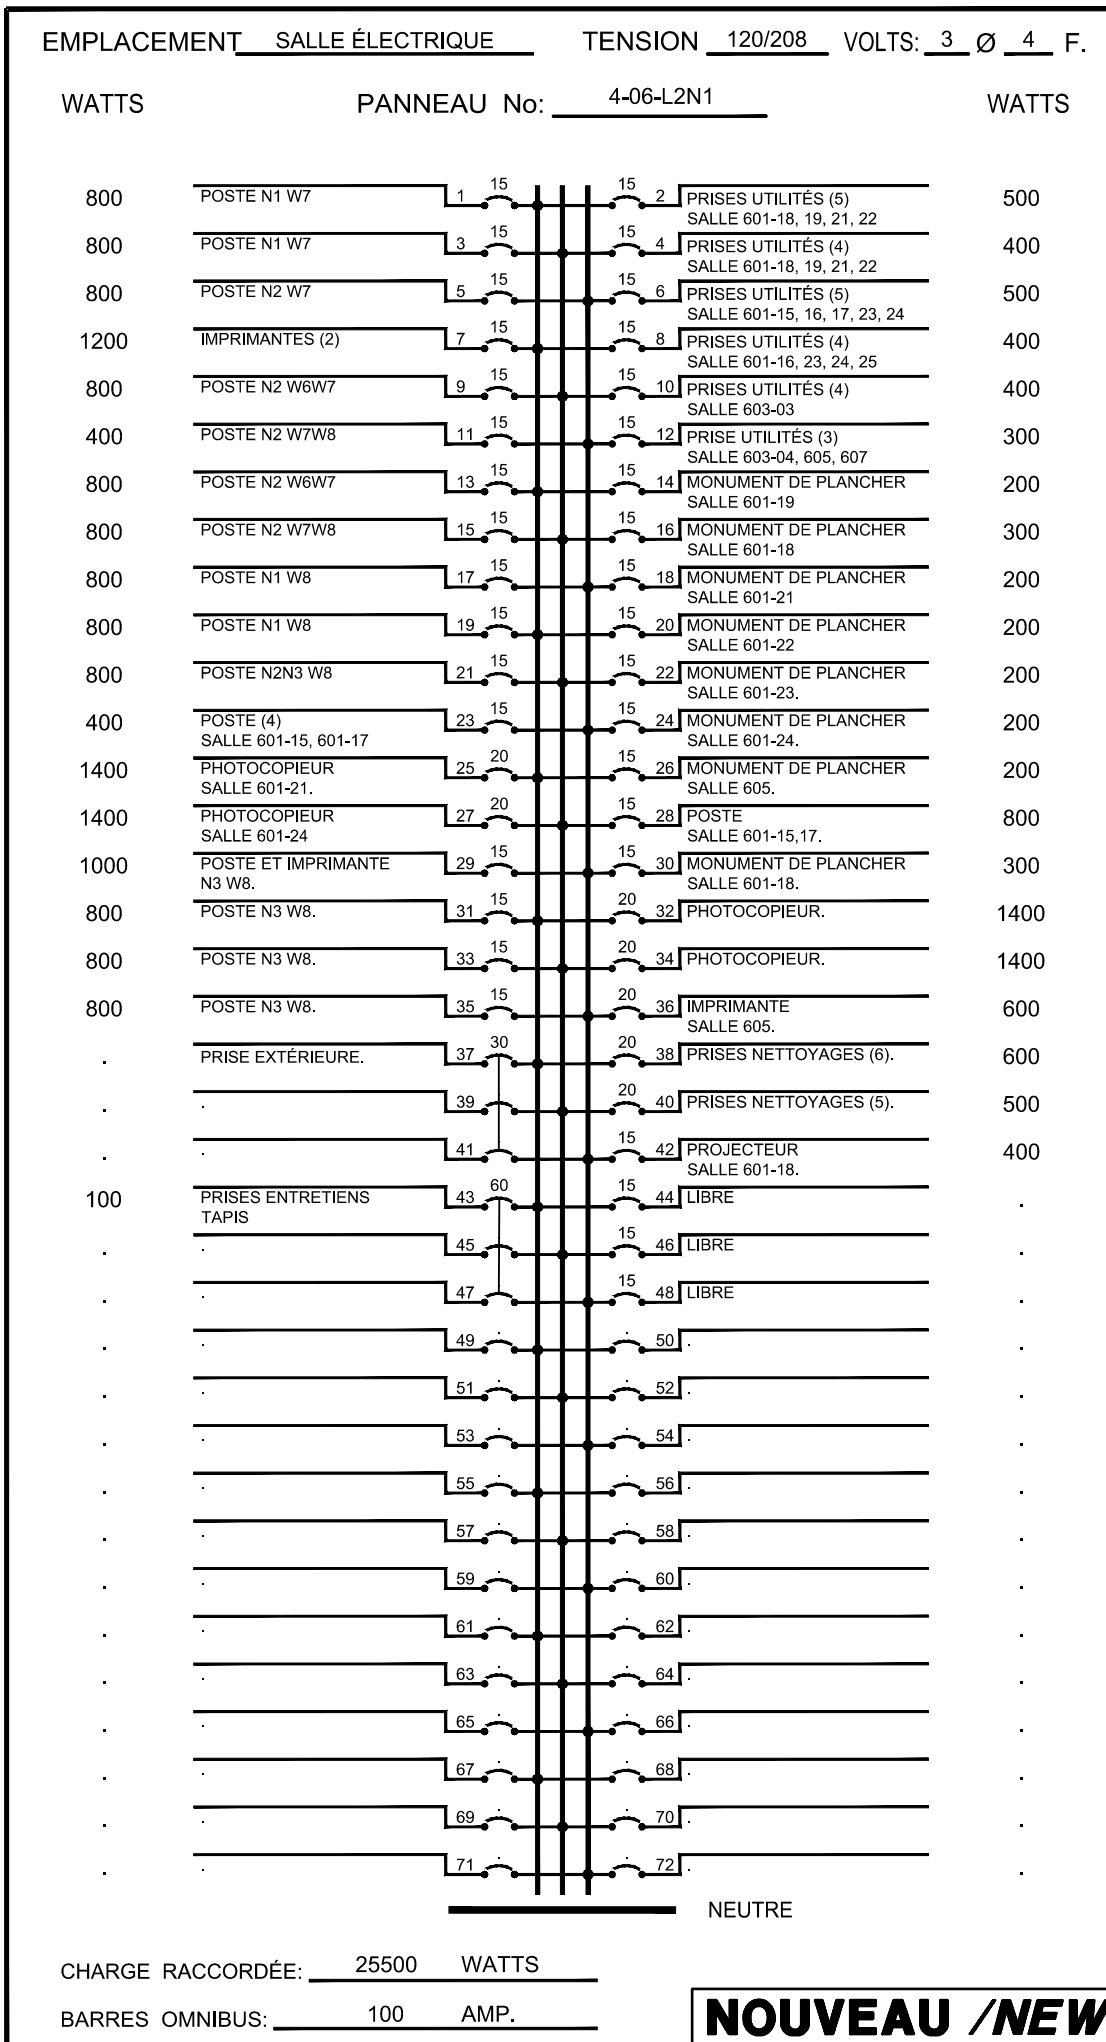 EMPLACEMENT SALLE ÉLECTRIQUE TENSION 120/208 VOLTS: 3 Ø 4 F.
WATTS PANNEAU No: 4-06-L2N1 WATTS
800 POSTE N1 W7 1 15 15 2 PRISES UTILITÉS (5) 500
SALLE 601-18, 19, 21, 22
800 POSTE N1 W7 3 15 15 4 PRISES UTILITÉS (4) 400
SALLE 601-18, 19, 21, 22
800 POSTE N2 W7 5 15 15 6 PRISES UTILITÉS (5) 500
SALLE 601-15, 16, 17, 23, 24
1200 IMPRIMANTES (2) 7 15 15 8 PRISES UTILITÉS (4) 400
SALLE 601-16, 23, 24, 25
800 POSTE N2 W6W7 9 15 15 10 PRISES UTILITÉS (4) 400
SALLE 603-03
400 POSTE N2 W7W8 11 15 15 12 PRISE UTILITÉS (3) 300
SALLE 603-04, 605, 607
800 POSTE N2 W6W7 13 15 15 14 MONUMENT DE PLANCHER 200
SALLE 601-19
800 POSTE N2 W7W8 15 15 15 16 MONUMENT DE PLANCHER 300
SALLE 601-18
800 POSTE N1 W8 17 15 15 18 MONUMENT DE PLANCHER 200
SALLE 601-21
800 POSTE N1 W8 19 15 15 20 MONUMENT DE PLANCHER 200
SALLE 601-22
800 POSTE N2N3 W8 21 15 15 22 MONUMENT DE PLANCHER 200
SALLE 601-23.
400 POSTE (4) 23 15 15 24 MONUMENT DE PLANCHER 200
SALLE 601-15, 601-17 SALLE 601-24.
1400 PHOTOCOPIEUR 25 20 15 26 MONUMENT DE PLANCHER 200
SALLE 601-21. SALLE 605.
1400 PHOTOCOPIEUR 27 20 15 28 POSTE 800
SALLE 601-24 SALLE 601-15,17.
1000 POSTE ET IMPRIMANTE 29 15 15 30 MONUMENT DE PLANCHER 300
N3 W8. SALLE 601-18.
800 POSTE N3 W8. 31 15 20 32 PHOTOCOPIEUR. 1400
800 POSTE N3 W8. 33 15 20 34 PHOTOCOPIEUR. 1400
800 POSTE N3 W8. 35 15 20 36 IMPRIMANTE 600
SALLE 605.
. PRISE EXTÉRIEURE. 37 30 20 38 PRISES NETTOYAGES (6). 600
. . 39 20 40 PRISES NETTOYAGES (5). 500
. . 41 15 42 PROJECTEUR 400
SALLE 601-18.
100 PRISES ENTRETIENS 43 60 15 44 LIBRE .
TAPIS
. . 45 15 46 LIBRE .
. . 47 15 48 LIBRE .
. . 49 . . 50 . .
. . 51 . . 52 . .
. . 53 . . 54 . .
. . 55 . . 56 . .
. . 57 . . 58 . .
. . 59 . . 60 . .
. . 61 . . 62 . .
. . 63 . . 64 . .
. . 65 . . 66 . .
. . 67 . . 68 . .
. . 69 . . 70 . .
. . 71 . . 72 . .
NEUTRE
CHARGE RACCORDÉE: 25500 WATTS
BARRES OMNIBUS: 100 AMP.
NOUVEAU /NEW